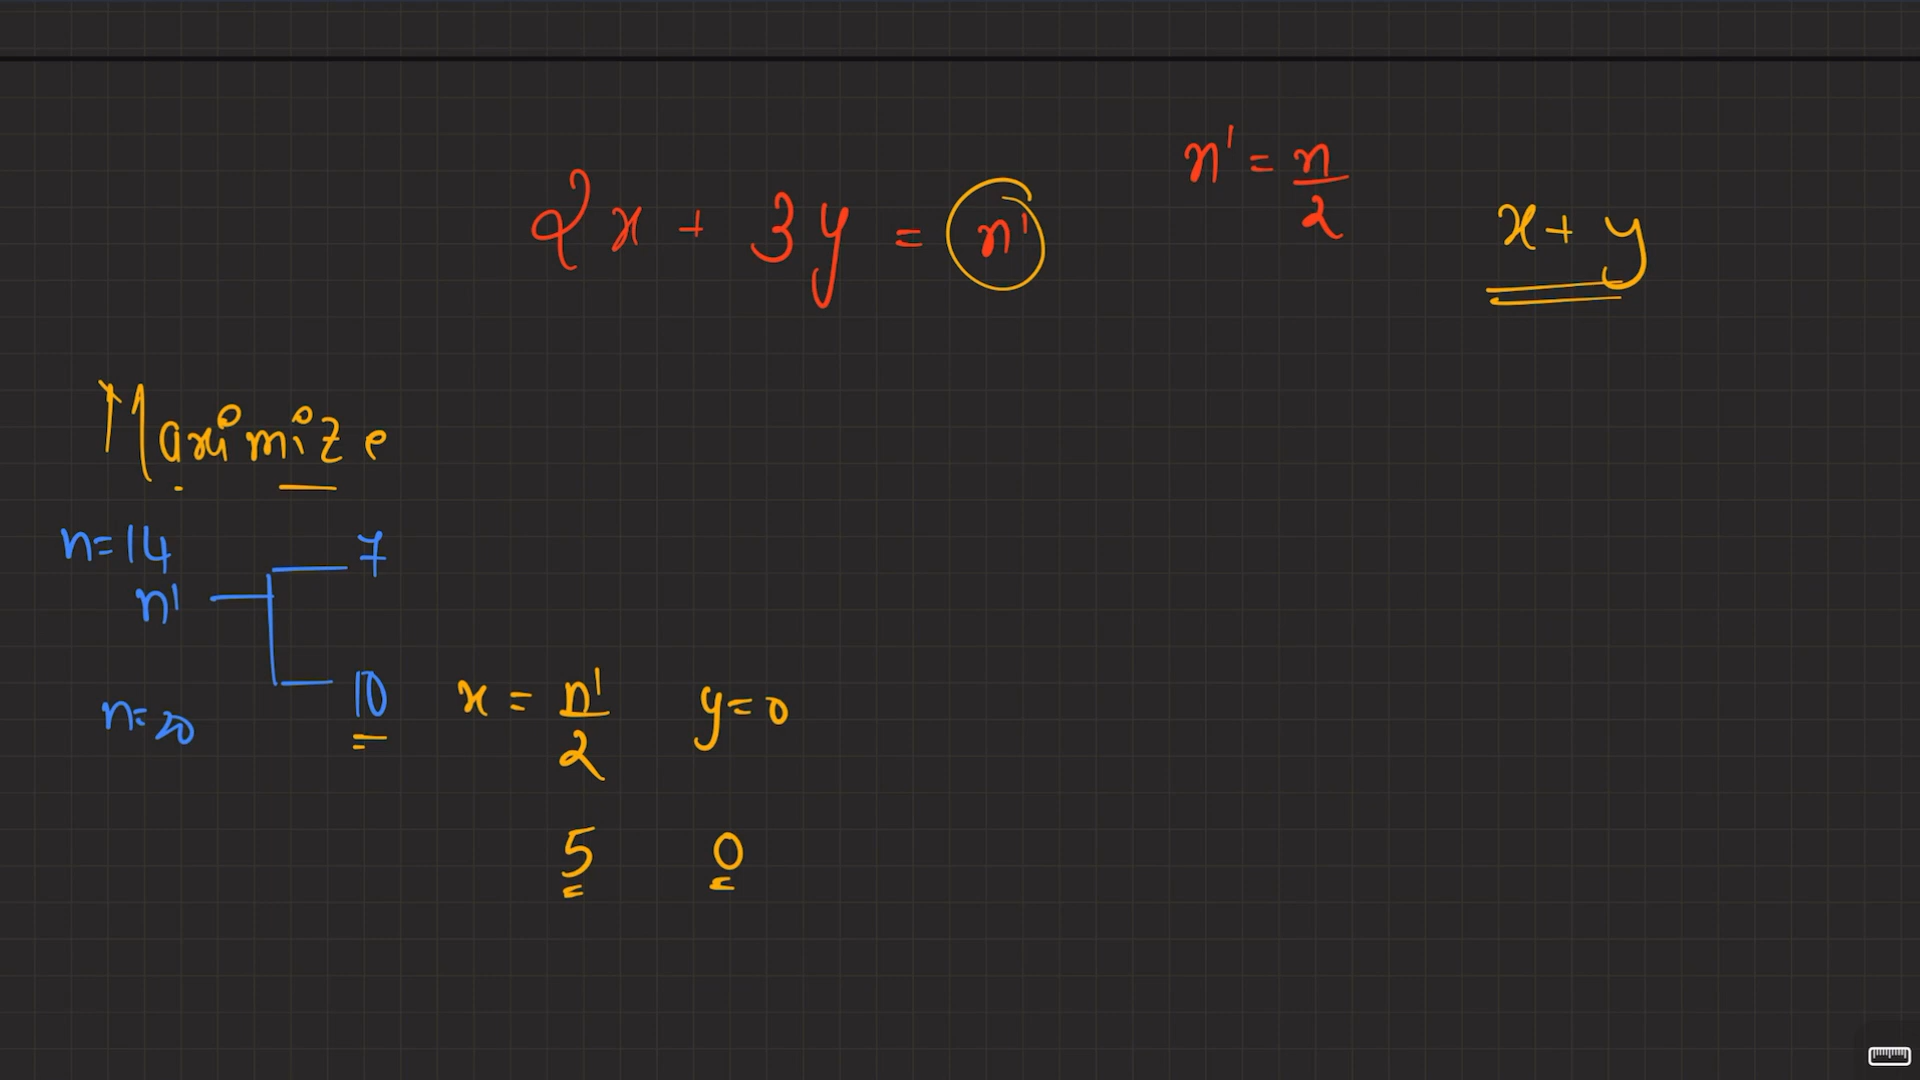 2x + 3y = n'
n' = n/2
x + y
Maximize
n=14
7
n'
10
n=20
x = n'/2
y=0
5
0